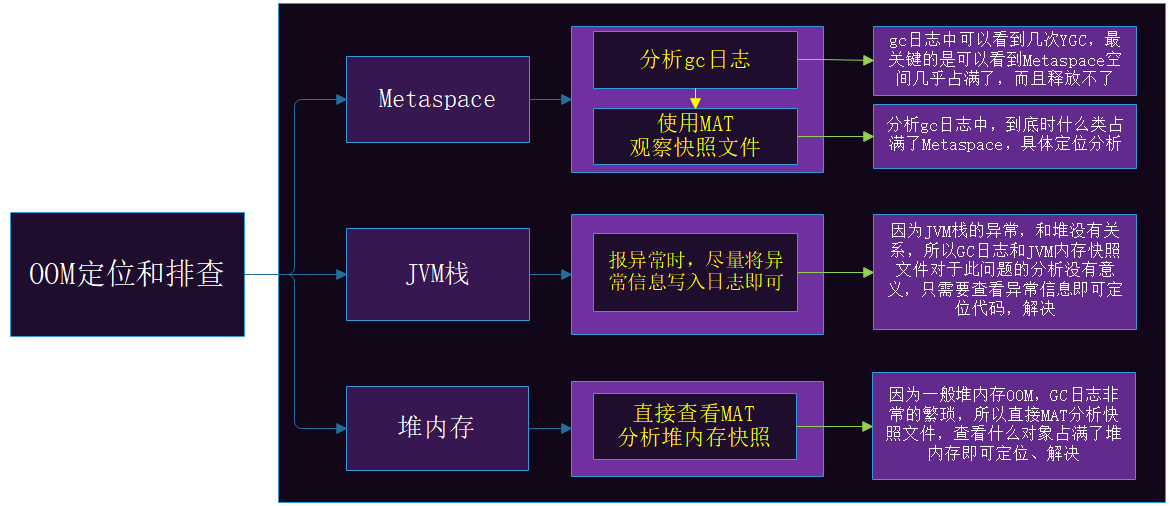 OOM定位和排查
Metaspace
分析gc日志
使用MAT
观察快照文件
gc日志中可以看到几次YGC，最
关键的是可以看到Metaspace空
间几乎占满了，而且释放不了
分析gc日志中，到底时什么类占
满了Metaspace，具体定位分析
JVM栈
报异常时，尽量将异
常信息写入日志即可
因为JVM栈的异常，和堆没有关
系，所以GC日志和JVM内存快照
文件对于此问题的分析没有意
义，只需要查看异常信息即可定
位代码，解决
堆内存
直接查看MAT
分析堆内存快照
因为一般堆内存OOM，GC日志非
常的繁琐，所以直接MAT分析快
照文件，查看什么对象占满了堆
内存即可定位、解决